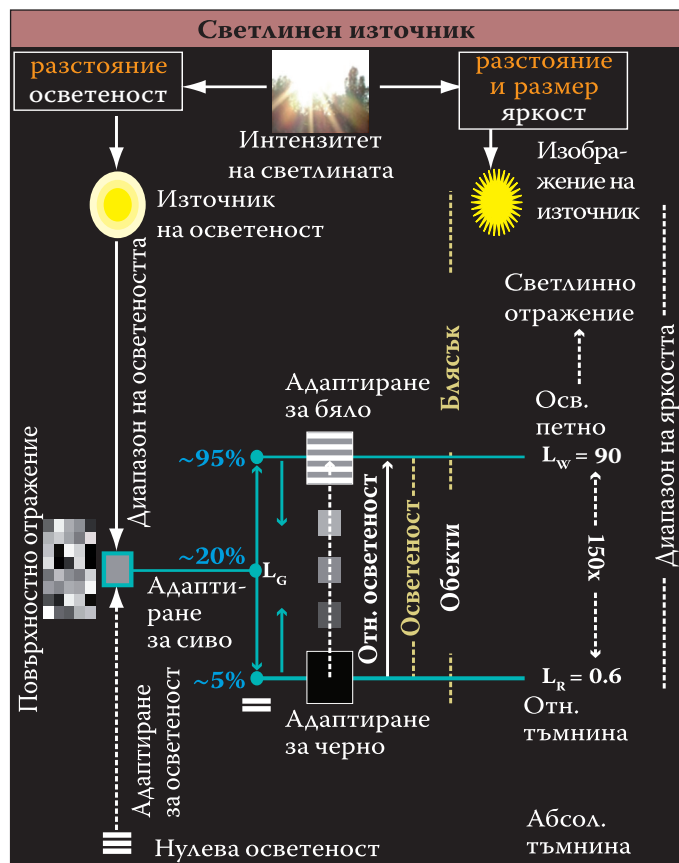 Светлинен източник
разстояние
осветеност
Интензитет
на светлината
разстояние
и размер
яркост
Източник
на осветеност
Изобра-
жение на
източник
Диапазон на осветеността
Блясък
Светлинно
отражение
Диапазон на яркостта
Адаптиране
за бяло
Осв.
петно
~95%
L_W = 90
Повърхностно отражение
~20%
L_G
Адапти-
ране
за сиво
Отн. осветеност
Осветеност
Обекти
150x
~5%
L_R = 0.6
Адаптиране
за черно
Отн.
тъмнина
Адаптиране
за осветеност
Нулева осветеност
Абсол.
тъмнина